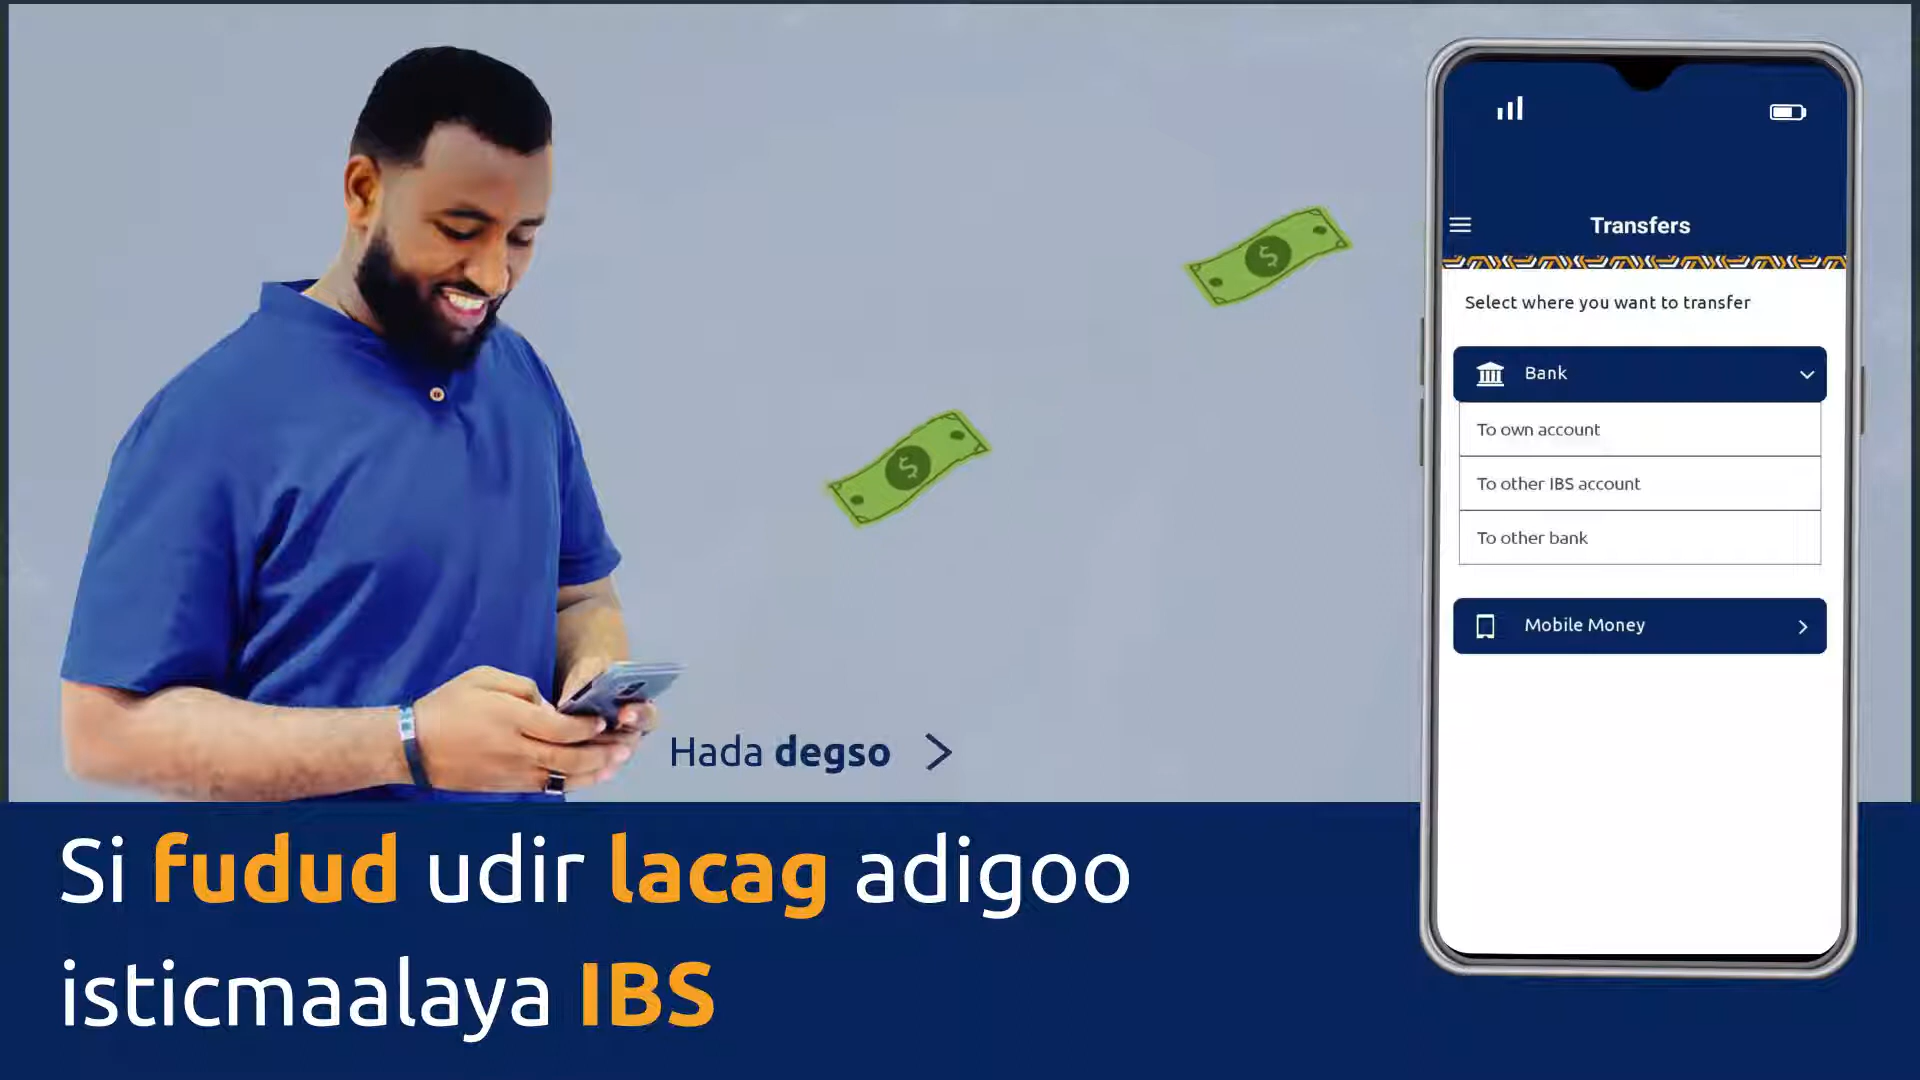 Transfers
Select where you want to transfer
Bank
To own account
To other IBS account
To other bank
Mobile Money
Hada degso >
Si fudud udir lacag adigoo
isticmaalaya IBS